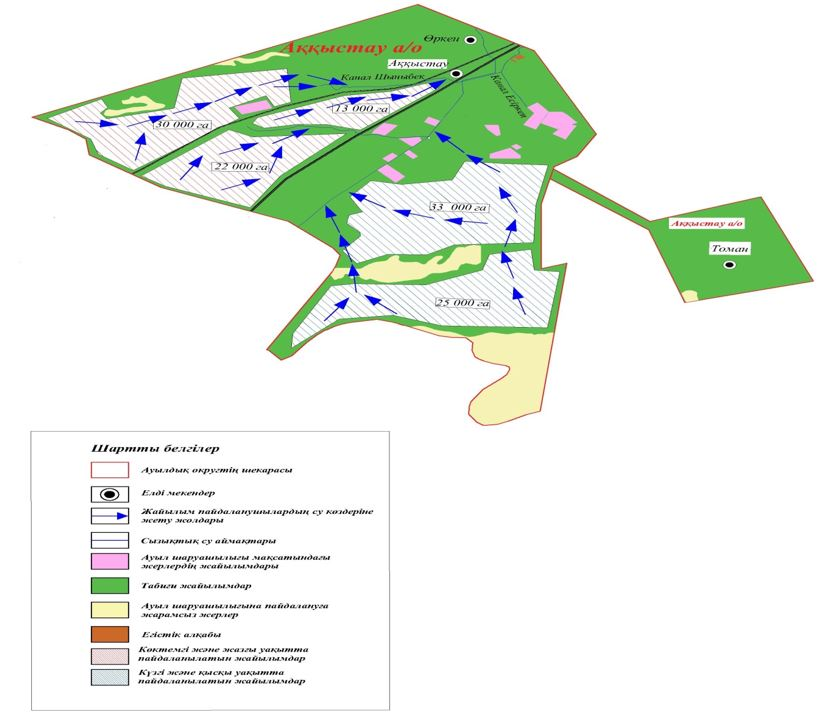 Өркен
Аққыстау а/о
Аққыстау
Канал Шыныбек
Канал Есіркеп
13 000 га
30 000 га
22 000 га
33 000 га
25 000 га
Аққыстау а/о
Томан
Шартты белгілер
Ауылдық округтің шекарасы
Елді мекендер
Жайылым пайдаланушылардың су көздеріне
жету жолдары
Сызықтық су аймақтары
Ауыл шаруашылығы мақсатындағы
жерлердің жайылымдары
Табиғи жайылымдар
Ауыл шаруашылығына пайдалануға
жарамсыз жерлер
Егістік алқабы
Көктемгі және жазғы уақытта
пайдаланылатын жайылымдар
Күзгі және қысқы уақытта
пайдаланылатын жайылымдар